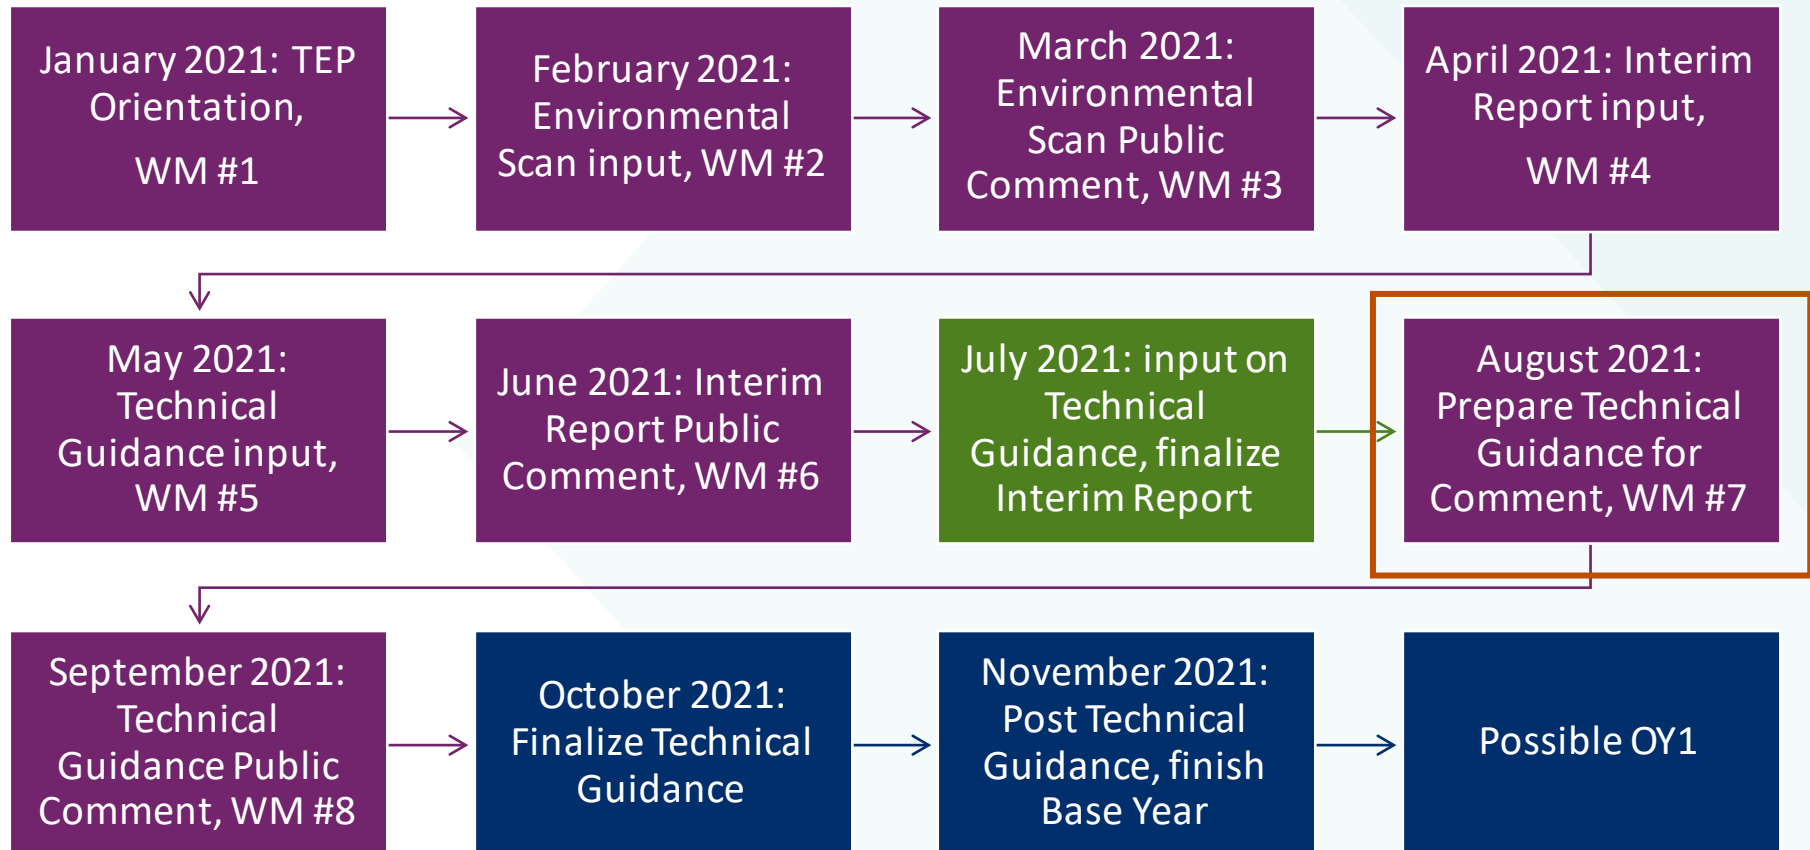 January 2021: TEP
Orientation,
WM #1
February 2021:
Environmental
Scan input, WM #2
March 2021:
Environmental
Scan Public
Comment, WM #3
April 2021: Interim
Report input,
WM #4
May 2021:
Technical
Guidance input,
WM #5
June 2021: Interim
Report Public
Comment, WM #6
July 2021: input on
Technical
Guidance, finalize
Interim Report
August 2021:
Prepare Technical
Guidance for
Comment, WM #7
September 2021:
Technical
Guidance Public
Comment, WM #8
October 2021:
Finalize Technical
Guidance
November 2021:
Post Technical
Guidance, finish
Base Year
Possible OY1